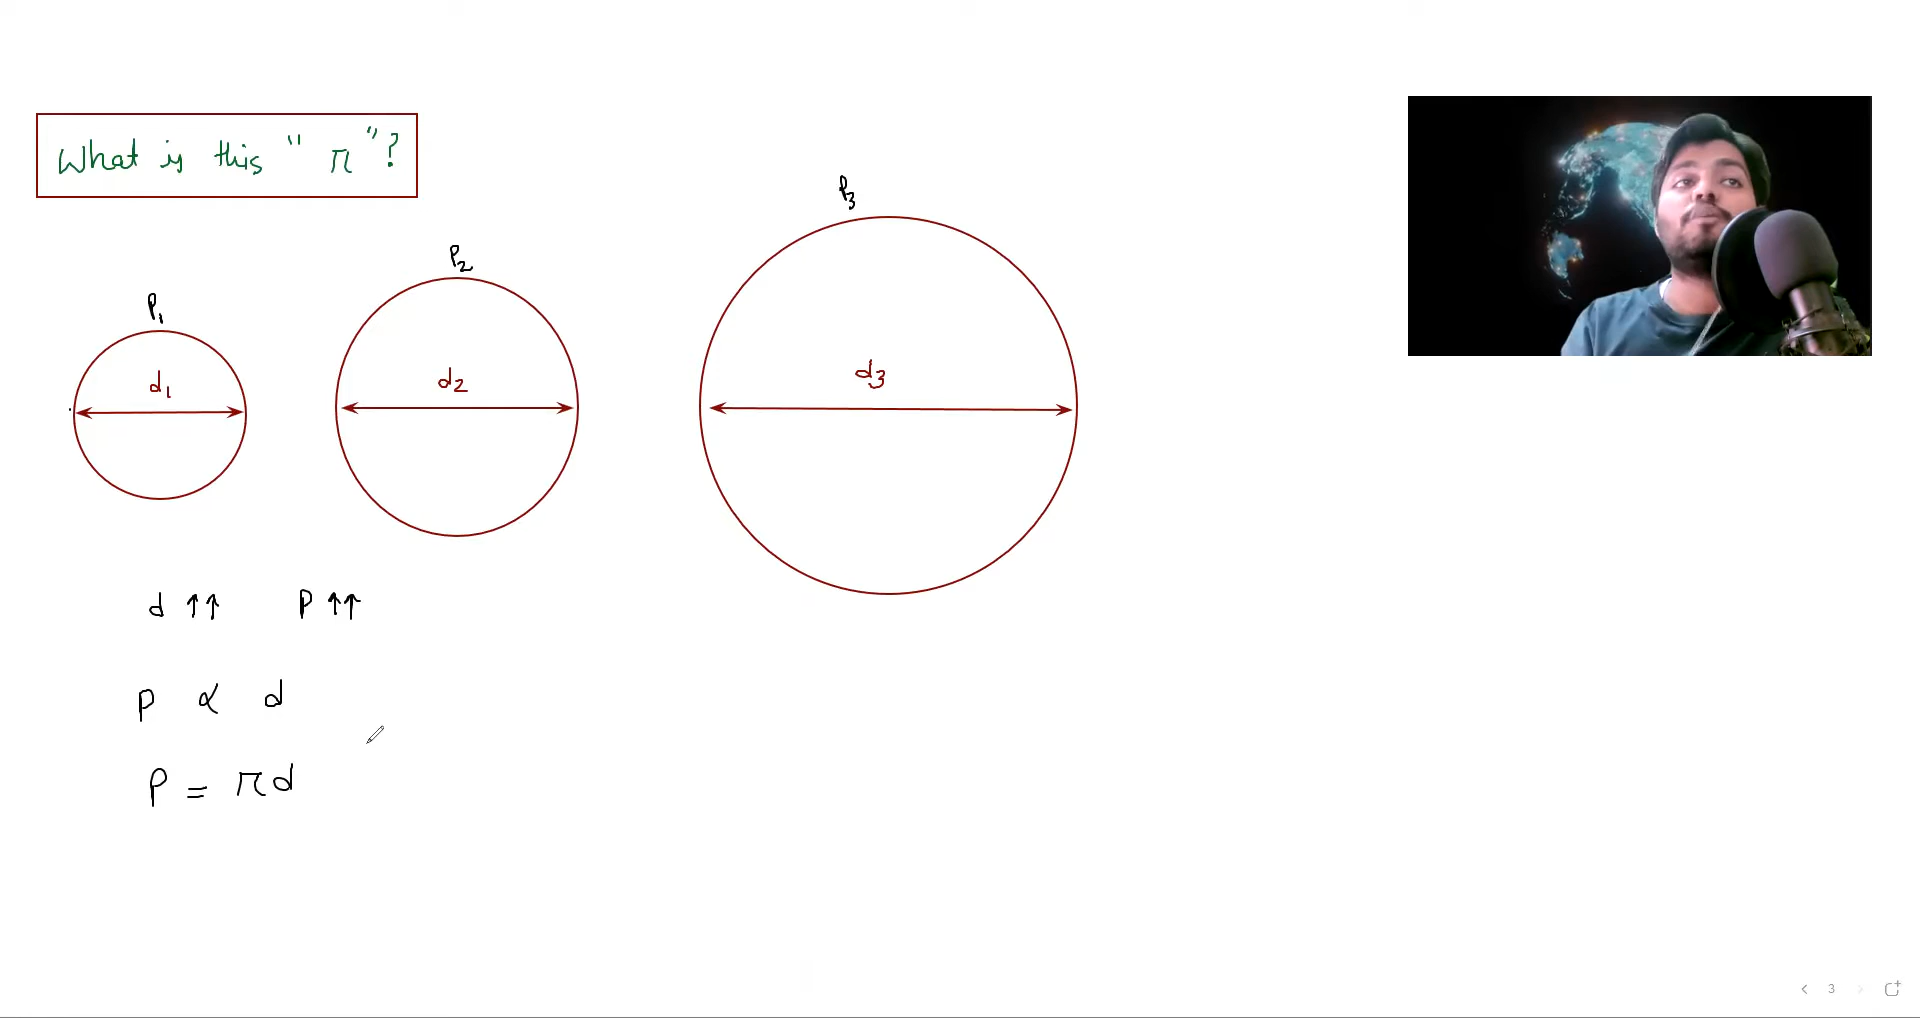 What is this " π "?
P₁
P₂
P₃
d₁
d₂
d₃
d ↑↑ P ↑↑
P ∝ d
P = πd
3